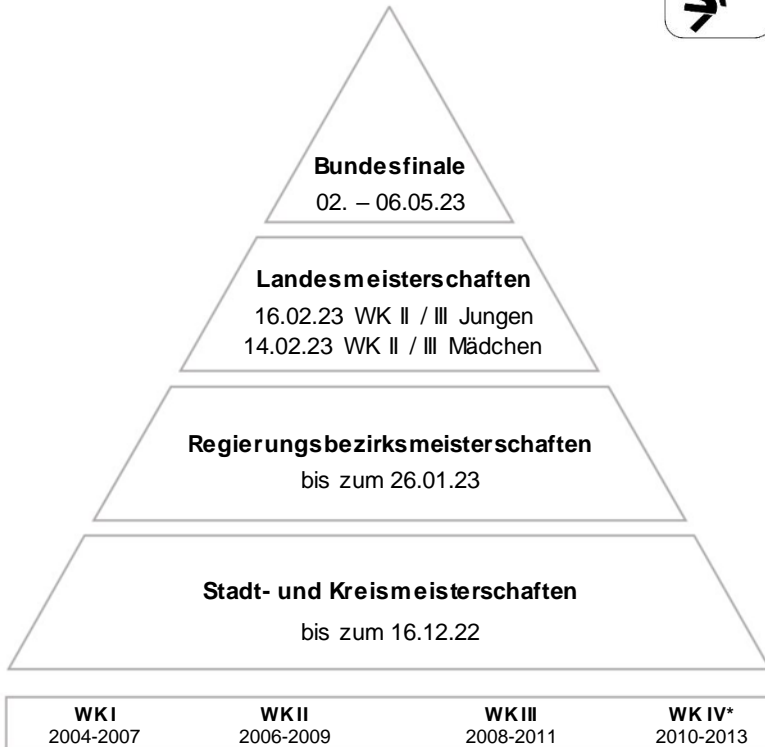 Bundesfinale
02. – 06.05.23
Landesmeisterschaften
16.02.23 WK II / III Jungen
14.02.23 WK II / III Mädchen
Regierungsbezirksmeisterschaften
bis zum 26.01.23
Stadt- und Kreismeisterschaften
bis zum 16.12.22
WK I WK II WK III WK IV*
2004-2007 2006-2009 2008-2011 2010-2013